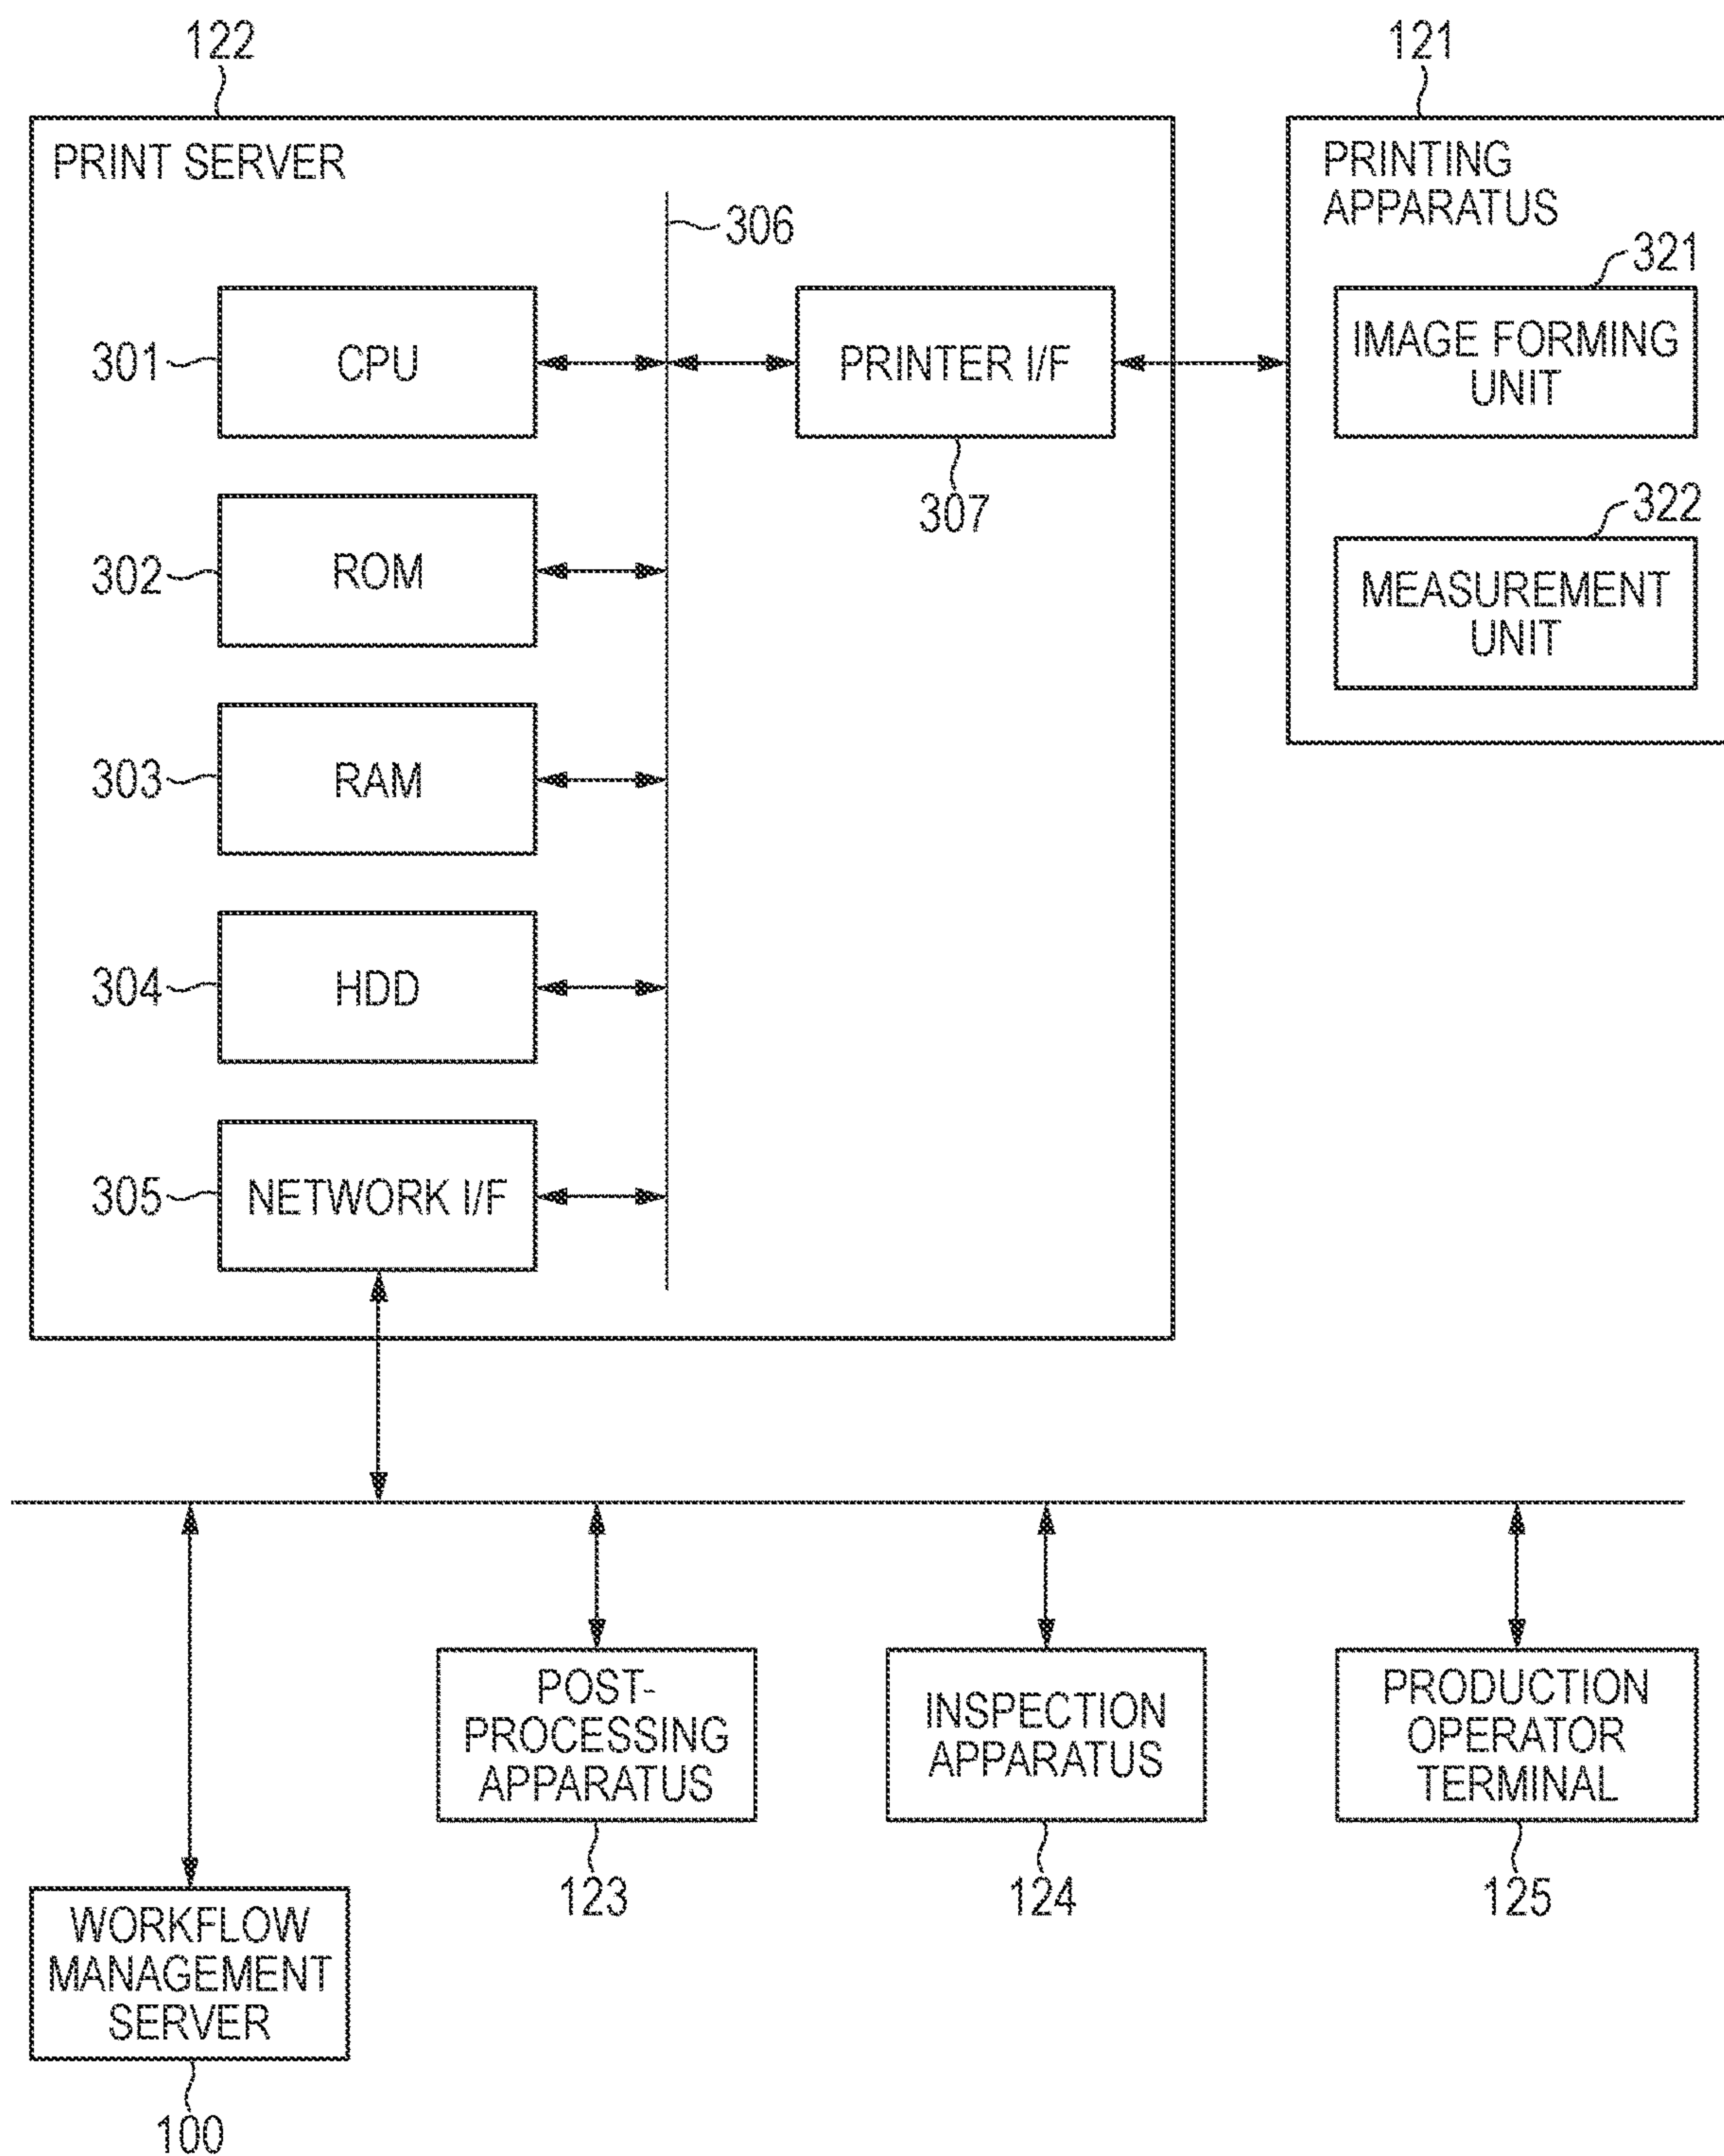 122
121
PRINT SERVER
PRINTING
APPARATUS
306
321
301
CPU
PRINTER I/F
IMAGE FORMING
UNIT
307
322
302
ROM
MEASUREMENT
UNIT
303
RAM
304
HDD
305
NETWORK I/F
POST-
PROCESSING
APPARATUS
INSPECTION
APPARATUS
PRODUCTION
OPERATOR
TERMINAL
123
124
125
WORKFLOW
MANAGEMENT
SERVER
100